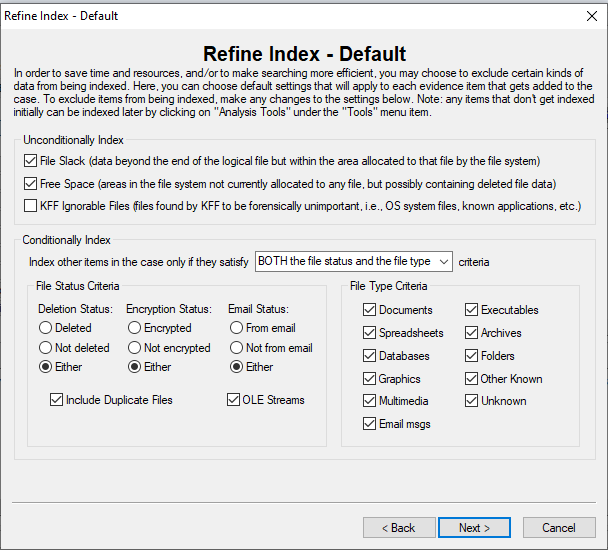 Refine Index - Default
Refine Index - Default
In order to save time and resources, and/or to make searching more efficient, you may choose to exclude certain kinds of
data from being indexed. Here, you can choose default settings that will apply to each evidence item that gets added to the
case. To exclude items from being indexed, make any changes to the settings below. Note: any items that don't get indexed
initially can be indexed later by clicking on "Analysis Tools" under the "Tools" menu item.
Unconditionally Index
File Slack (data beyond the end of the logical file but within the area allocated to that file by the file system)
Free Space (areas in the file system not currently allocated to any file, but possibly containing deleted file data)
KFF Ignorable Files (files found by KFF to be forensically unimportant, i.e., OS system files, known applications, etc.)
Conditionally Index
Index other items in the case only if they satisfy BOTH the file status and the file type criteria
File Status Criteria
Deletion Status: Encryption Status: Email Status:
Deleted Encrypted From email
Not deleted Not encrypted Not from email
Either Either Either
Include Duplicate Files OLE Streams
File Type Criteria
Documents Executables
Spreadsheets Archives
Databases Folders
Graphics Other Known
Multimedia Unknown
Email msgs
< Back Next > Cancel